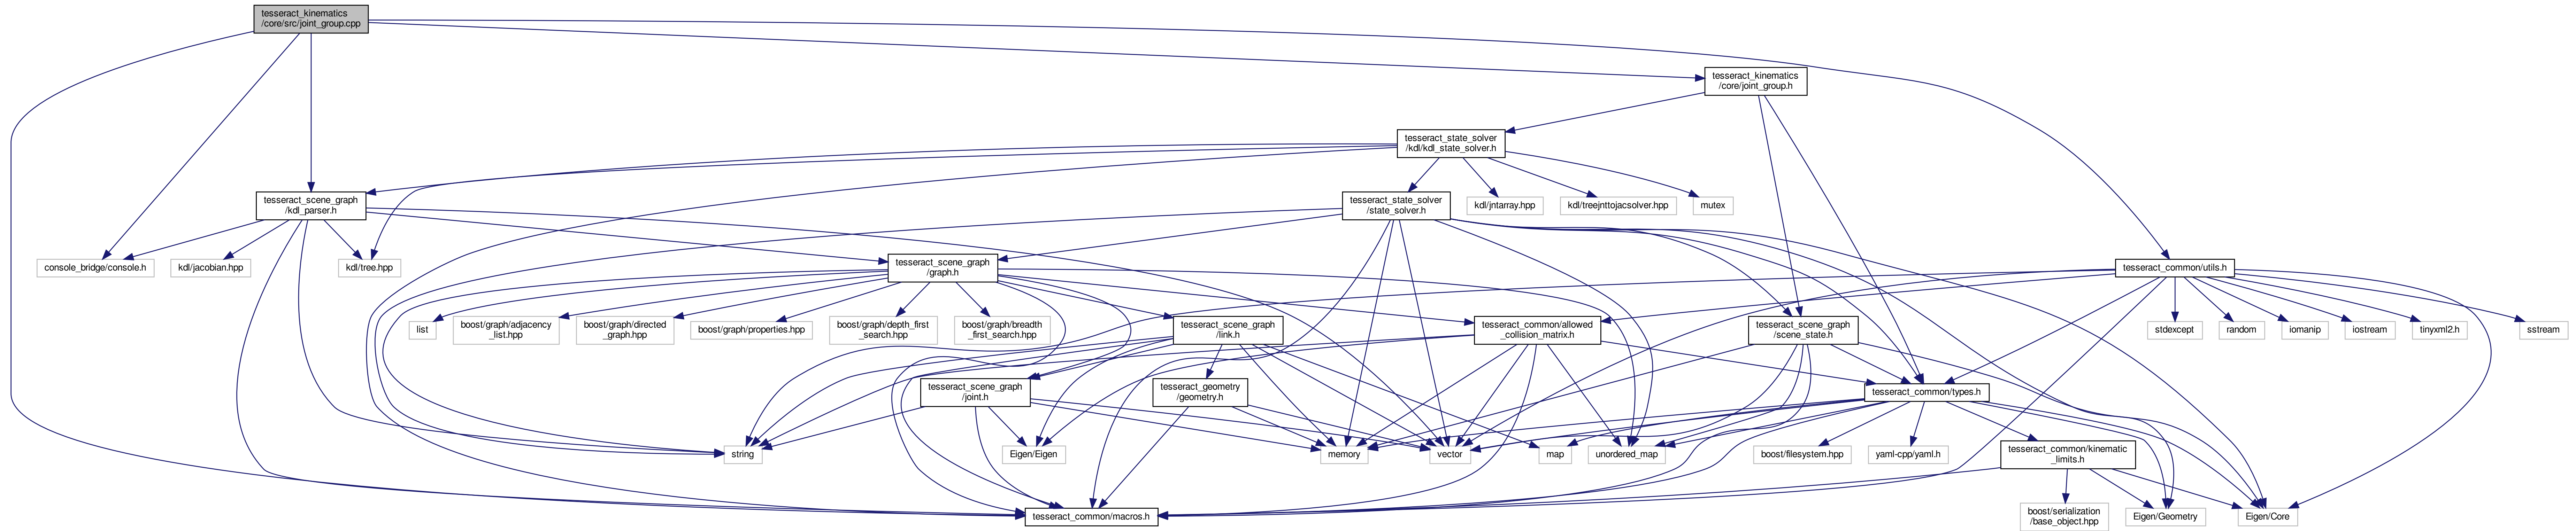 tesseract_kinematics
/core/src/joint_group.cpp
tesseract_kinematics
/core/joint_group.h
tesseract_state_solver
/kdl/kdl_state_solver.h
tesseract_scene_graph
/kdl_parser.h
tesseract_state_solver
/state_solver.h
kdl/jntarray.hpp
kdl/treejnttojacsolver.hpp
mutex
console_bridge/console.h
kdl/jacobian.hpp
kdl/tree.hpp
tesseract_scene_graph
/graph.h
tesseract_common/utils.h
list
boost/graph/adjacency
_list.hpp
boost/graph/directed
_graph.hpp
boost/graph/properties.hpp
boost/graph/depth_first
_search.hpp
boost/graph/breadth
_first_search.hpp
tesseract_scene_graph
/link.h
tesseract_common/allowed
_collision_matrix.h
tesseract_scene_graph
/scene_state.h
stdexcept
random
iomanip
iostream
tinyxml2.h
sstream
tesseract_scene_graph
/joint.h
tesseract_geometry
/geometry.h
tesseract_common/types.h
string
Eigen/Eigen
memory
vector
map
unordered_map
boost/filesystem.hpp
yaml-cpp/yaml.h
tesseract_common/kinematic
_limits.h
tesseract_common/macros.h
boost/serialization
/base_object.hpp
Eigen/Geometry
Eigen/Core